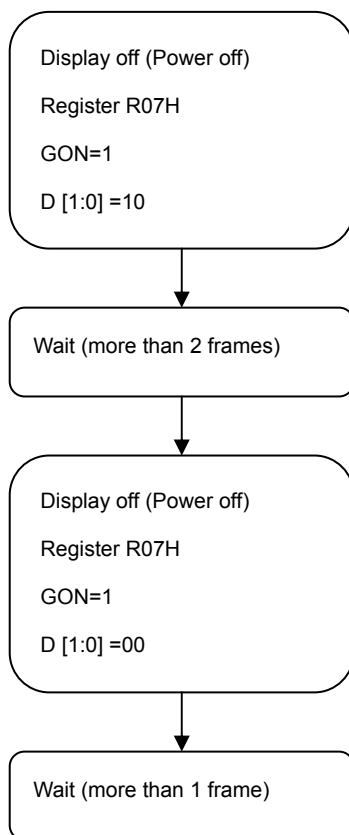 Display off (Power off)
Register R07H
GON=1
D [1:0] =10
Wait (more than 2 frames)
Display off (Power off)
Register R07H
GON=1
D [1:0] =00
Wait (more than 1 frame)